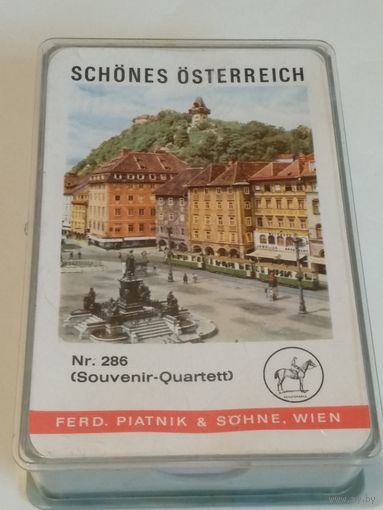 SCHÖNES ÖSTERREICH
Nr. 286
(Souvenir-Quartett)
FERD. PIATNIK & SÖHNE, WIEN